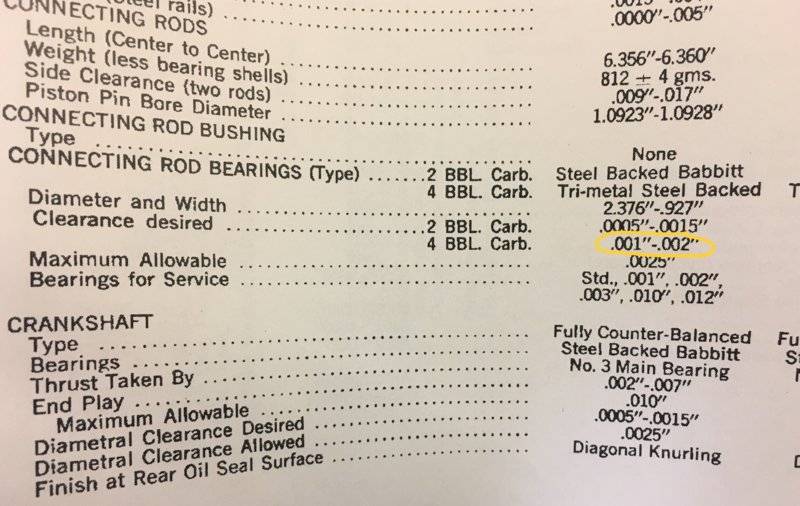 (Steel rails)
CONNECTING RODS .0000″-.005″
Length (Center to Center) 6.356″-6.360″
Weight (less bearing shells) 812 ± 4 gms.
Side Clearance (two rods) .009″-.017″
Piston Pin Bore Diameter 1.0923″-1.0928″
CONNECTING ROD BUSHING
Type None
CONNECTING ROD BEARINGS (Type) 2 BBL. Carb. Steel Backed Babbitt
4 BBL. Carb. Tri-metal Steel Backed
Diameter and Width 2.376″-.927″
Clearance desired 2 BBL. Carb. .0005″-.0015″
4 BBL. Carb. .001″-.002″
Maximum Allowable .0025″
Bearings for Service Std., .001″, .002″,
.003″, .010″, .012″
CRANKSHAFT
Type Fully Counter-Balanced
Bearings Steel Backed Babbitt
Thrust Taken By No. 3 Main Bearing
End Play .002″-.007″
Maximum Allowable .010″
Diametral Clearance Desired .0005″-.0015″
Diametral Clearance Allowed .0025″
Finish at Rear Oil Seal Surface Diagonal Knurling